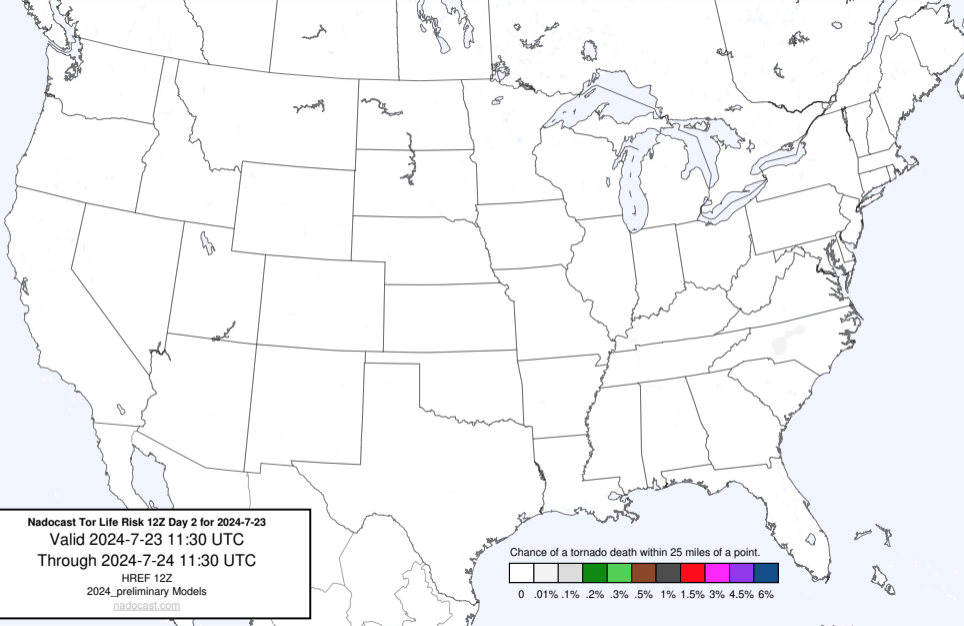 Nadocast Tor Life Risk 12Z Day 2 for 2024-7-23
Valid 2024-7-23 11:30 UTC
Through 2024-7-24 11:30 UTC
HREF 12Z
2024_preliminary Models
nadocast.com
Chance of a tornado death within 25 miles of a point.
0 .01% .1% .2% .3% .5% 1% 1.5% 3% 4.5% 6%